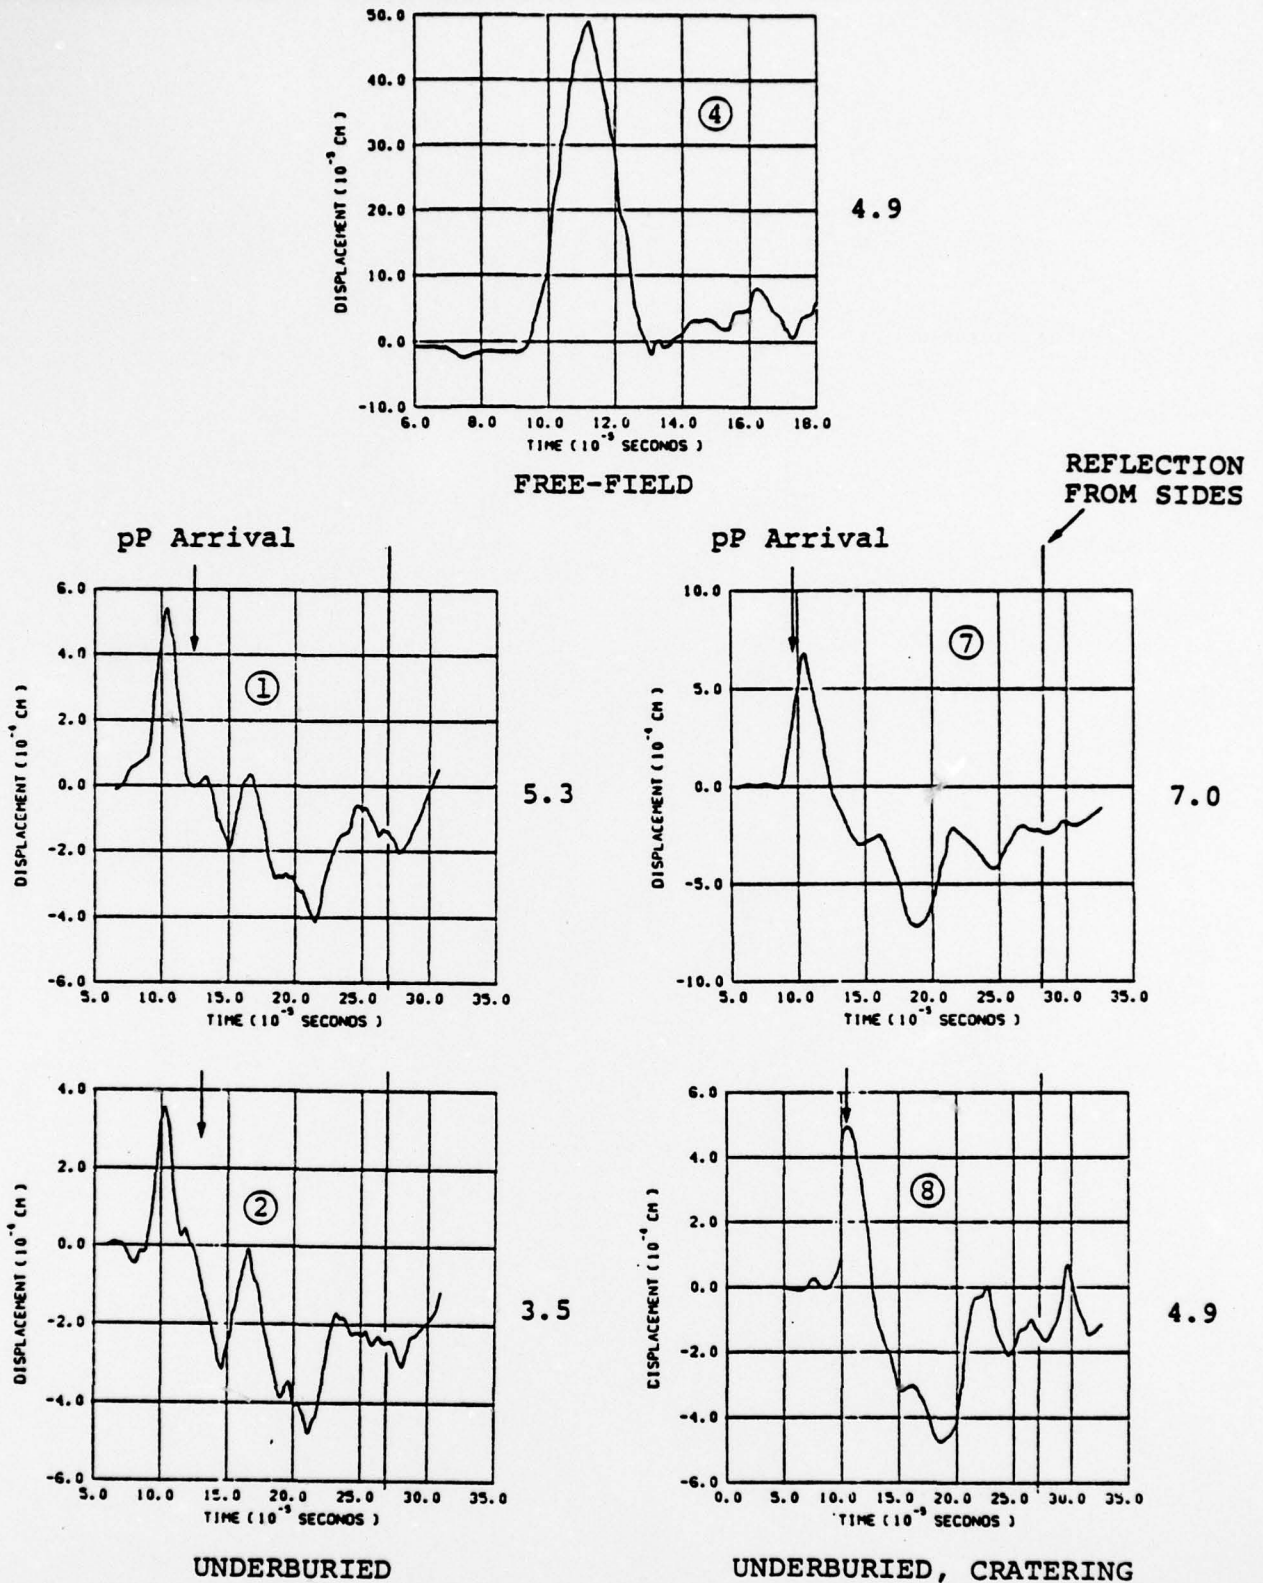 50.0
40.0
30.0
20.0
10.0
0.0
-10.0
DISPLACEMENT (10⁻⁵ CM)
④
4.9
6.0 8.0 10.0 12.0 14.0 16.0 18.0
TIME (10⁻⁵ SECONDS)
FREE-FIELD
REFLECTION
FROM SIDES
pP Arrival
6.0
4.0
2.0
0.0
-2.0
-4.0
-6.0
DISPLACEMENT (10⁻⁴ CM)
①
5.3
5.0 10.0 15.0 20.0 25.0 30.0 35.0
TIME (10⁻⁵ SECONDS)
pP Arrival
10.0
5.0
0.0
-5.0
-10.0
DISPLACEMENT (10⁻⁴ CM)
⑦
7.0
5.0 10.0 15.0 20.0 25.0 30.0 35.0
TIME (10⁻⁵ SECONDS)
4.0
2.0
0.0
-2.0
-4.0
-6.0
DISPLACEMENT (10⁻⁴ CM)
②
3.5
5.0 10.0 15.0 20.0 25.0 30.0 35.0
TIME (10⁻⁵ SECONDS)
UNDERBURIED
6.0
4.0
2.0
0.0
-2.0
-4.0
-6.0
DISPLACEMENT (10⁻⁴ CM)
⑧
4.9
0.0 5.0 10.0 15.0 20.0 25.0 30.0 35.0
TIME (10⁻⁵ SECONDS)
UNDERBURIED, CRATERING